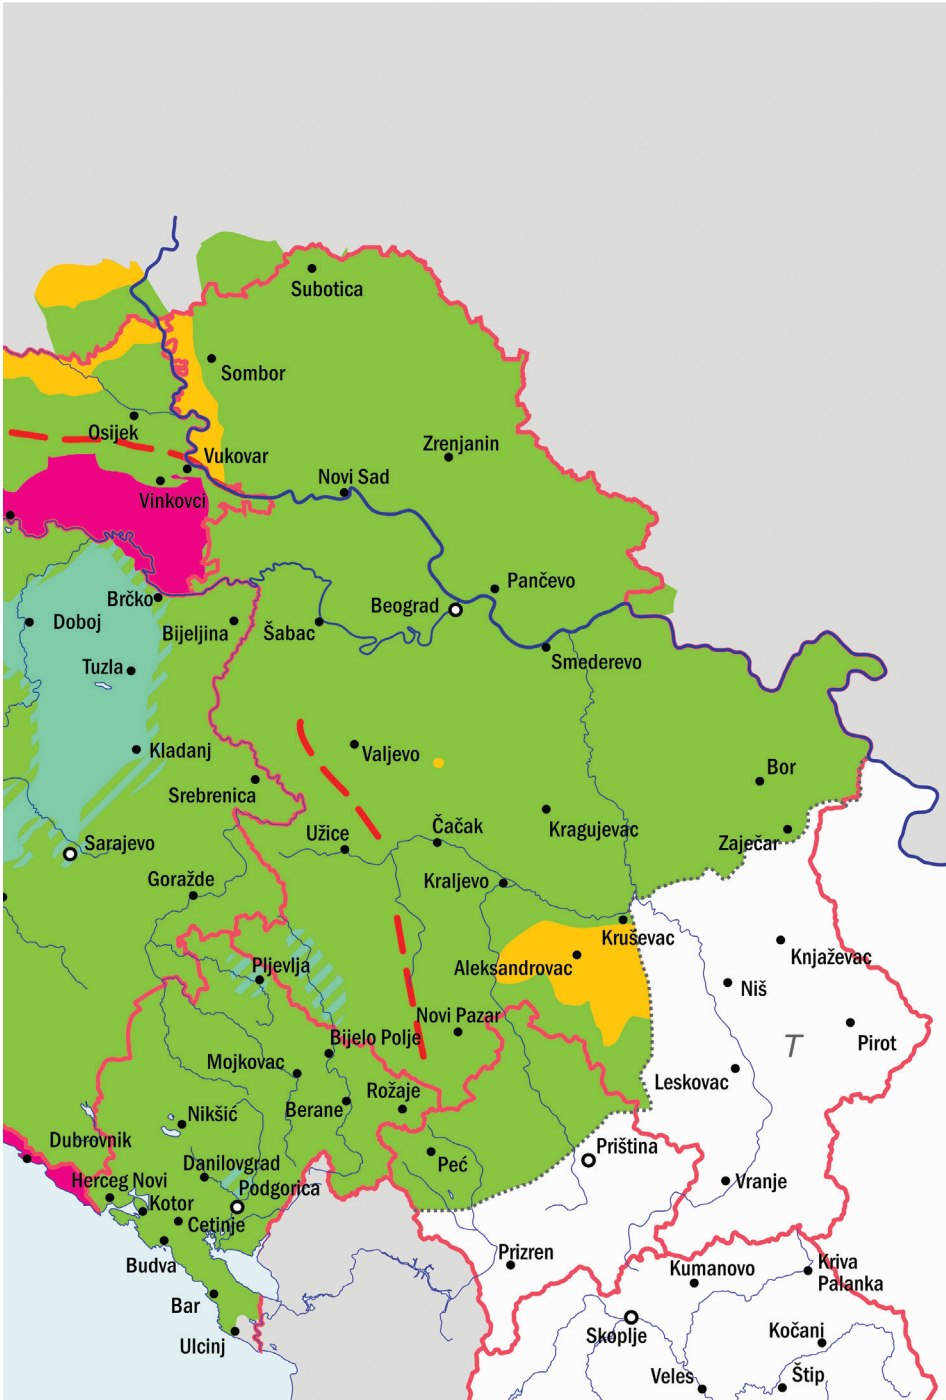 Subotica
Sombor
Osijek
Zrenjanin
Vukovar
Novi Sad
Vinkovci
Pančevo
Brčko
Beograd
Doboj
Bijeljina
Šabac
Smederevo
Tuzla
Kladanj
Valjevo
Bor
Srebrenica
Užice
Čačak
Kragujevac
Zaječar
Sarajevo
Goražde
Kraljevo
Kruševac
Knjaževac
Pljevlja
Aleksandrovac
Niš
Novi Pazar
Bijelo Polje
T
Pirot
Mojkovac
Leskovac
Rožaje
Berane
Nikšić
Dubrovnik
Priština
Danilovgrad
Peć
Herceg Novi
Podgorica
Vranje
Kotor
Cetinje
Budva
Prizren
Kumanovo
Kriva
Palanka
Bar
Skoplje
Kočani
Ulcinj
Veles
Štip